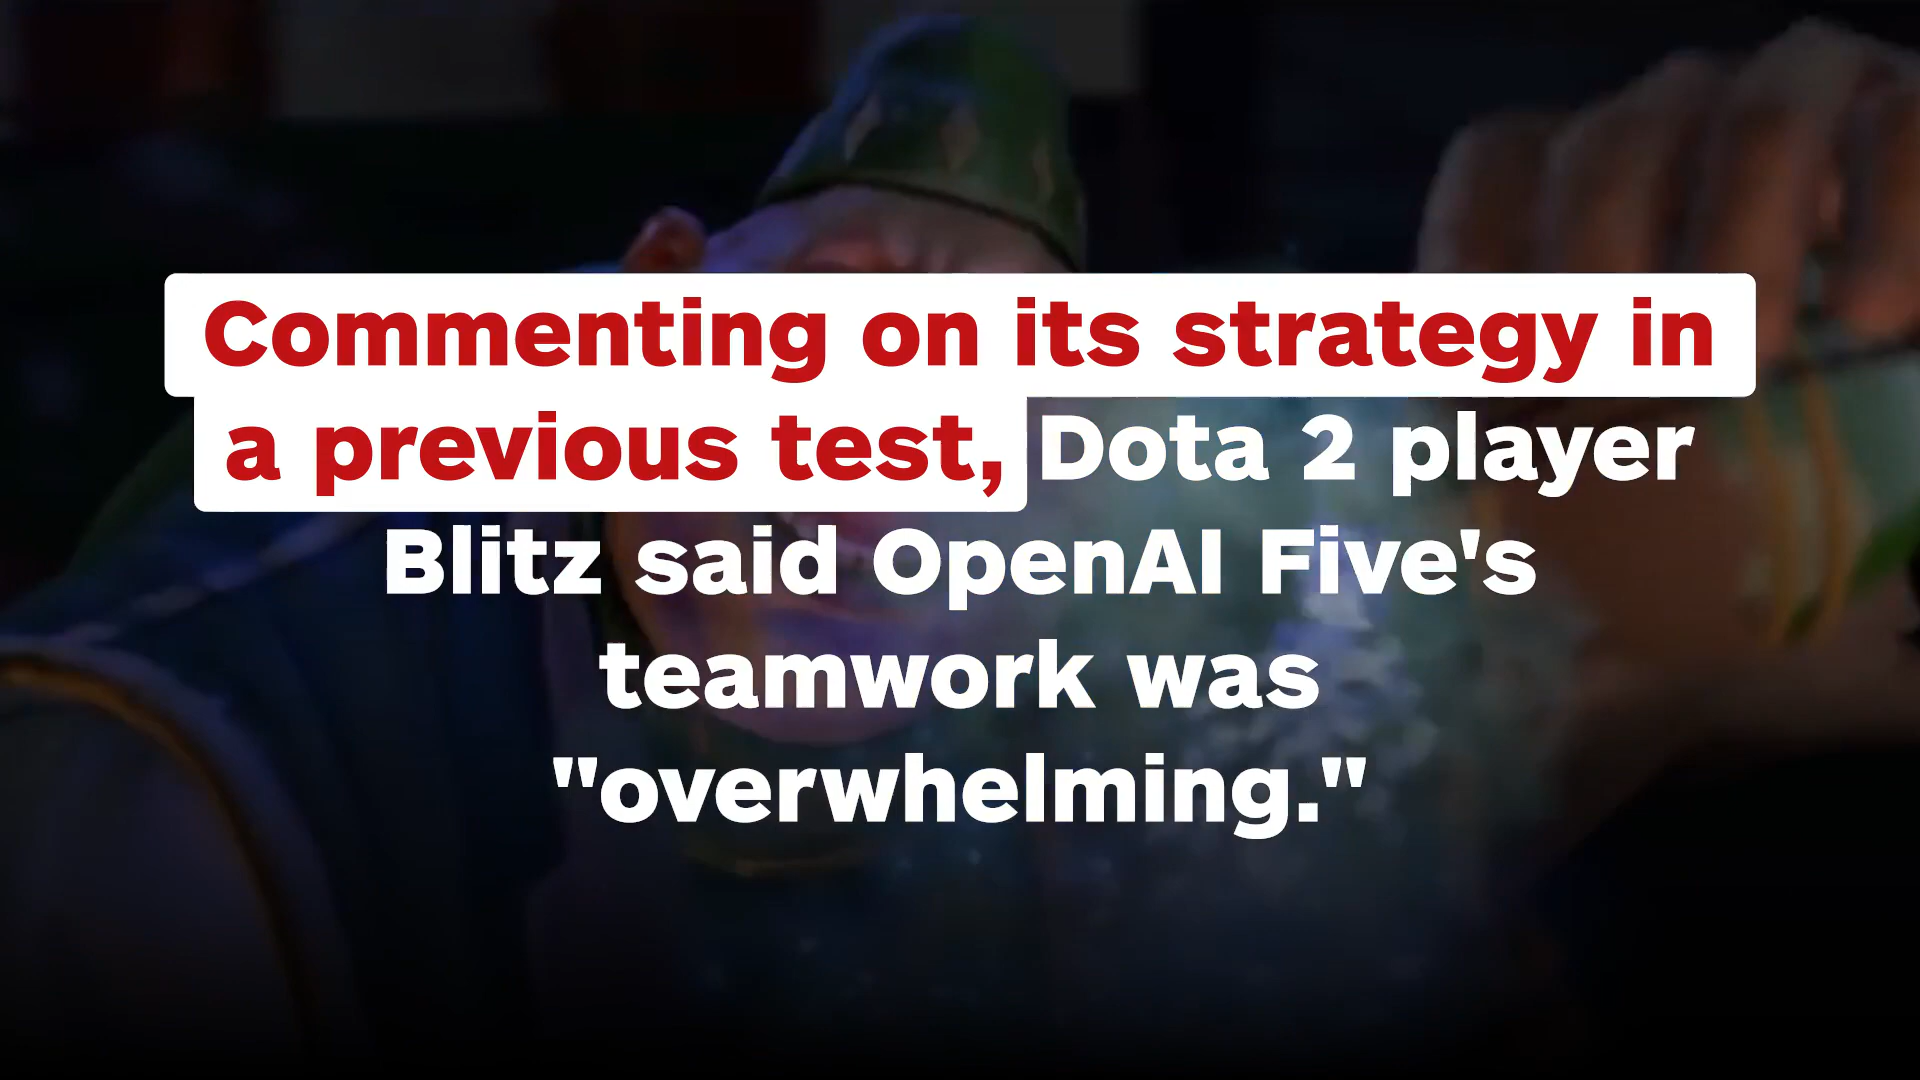 Commenting on its strategy in
a previous test, Dota 2 player
Blitz said OpenAI Five's
teamwork was
"overwhelming."